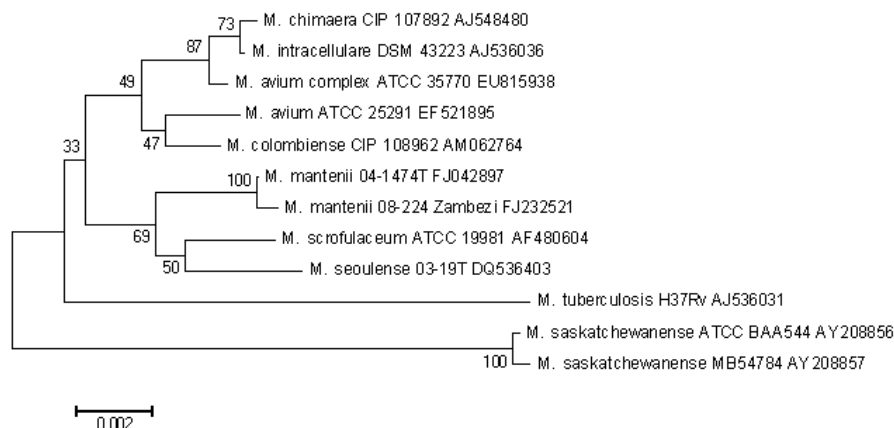 73
M. chimaera CIP 107892 AJ548480
87
M. intracellulare DSM 43223 AJ536036
49
M. avium complex ATCC 35770 EU815938
M. avium ATCC 25291 EF521895
47
M. colombiense CIP 108962 AM062764
33
100
M. mantenii 04-1474T FJ042897
M. mantenii 08-224 Zambezi FJ232521
69
M. scrofulaceum ATCC 19981 AF480604
50
M. seoulense 03-19T DQ536403
M. tuberculosis H37Rv AJ536031
M. saskatchewanense ATCC BAA544 AY208856
100
M. saskatchewanense MB54784 AY208857
0.002